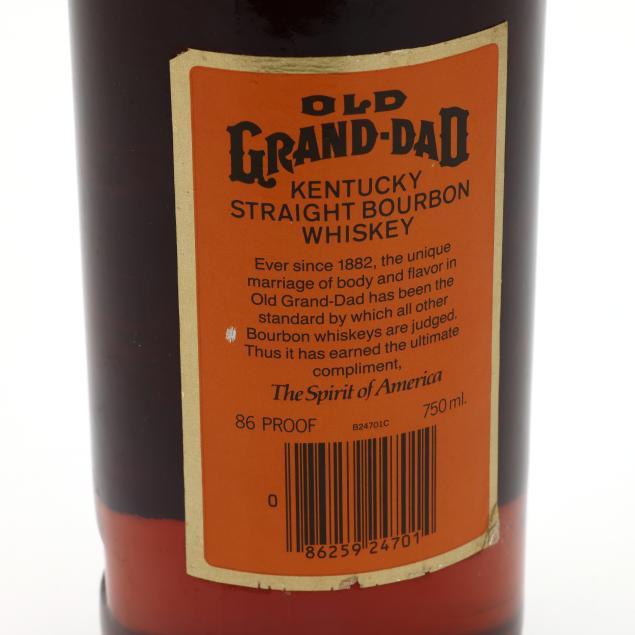 OLD
GRAND-DAD
KENTUCKY
STRAIGHT BOURBON
WHISKEY
Ever since 1882, the unique
marriage of body and flavor in
Old Grand-Dad has been the
standard by which all other
Bourbon whiskeys are judged.
Thus it has earned the ultimate
compliment,
The Spirit of America
86 PROOF B24701C 750 ml.
0 86259 24701